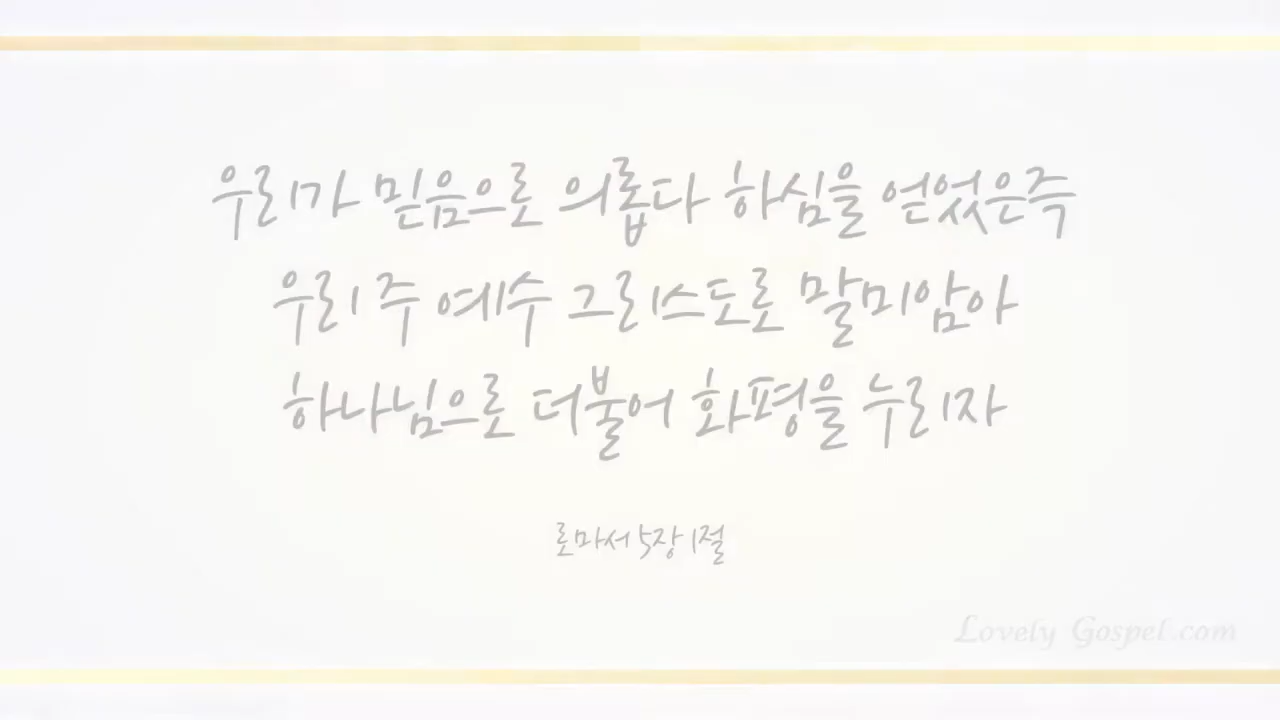 우리가 믿음으로 의롭다 하심을 얻었은즉
우리 주 예수 그리스도로 말미암아
하나님으로 더불어 화평을 누리자
로마서 5장 1절
Lovely Gospel.com